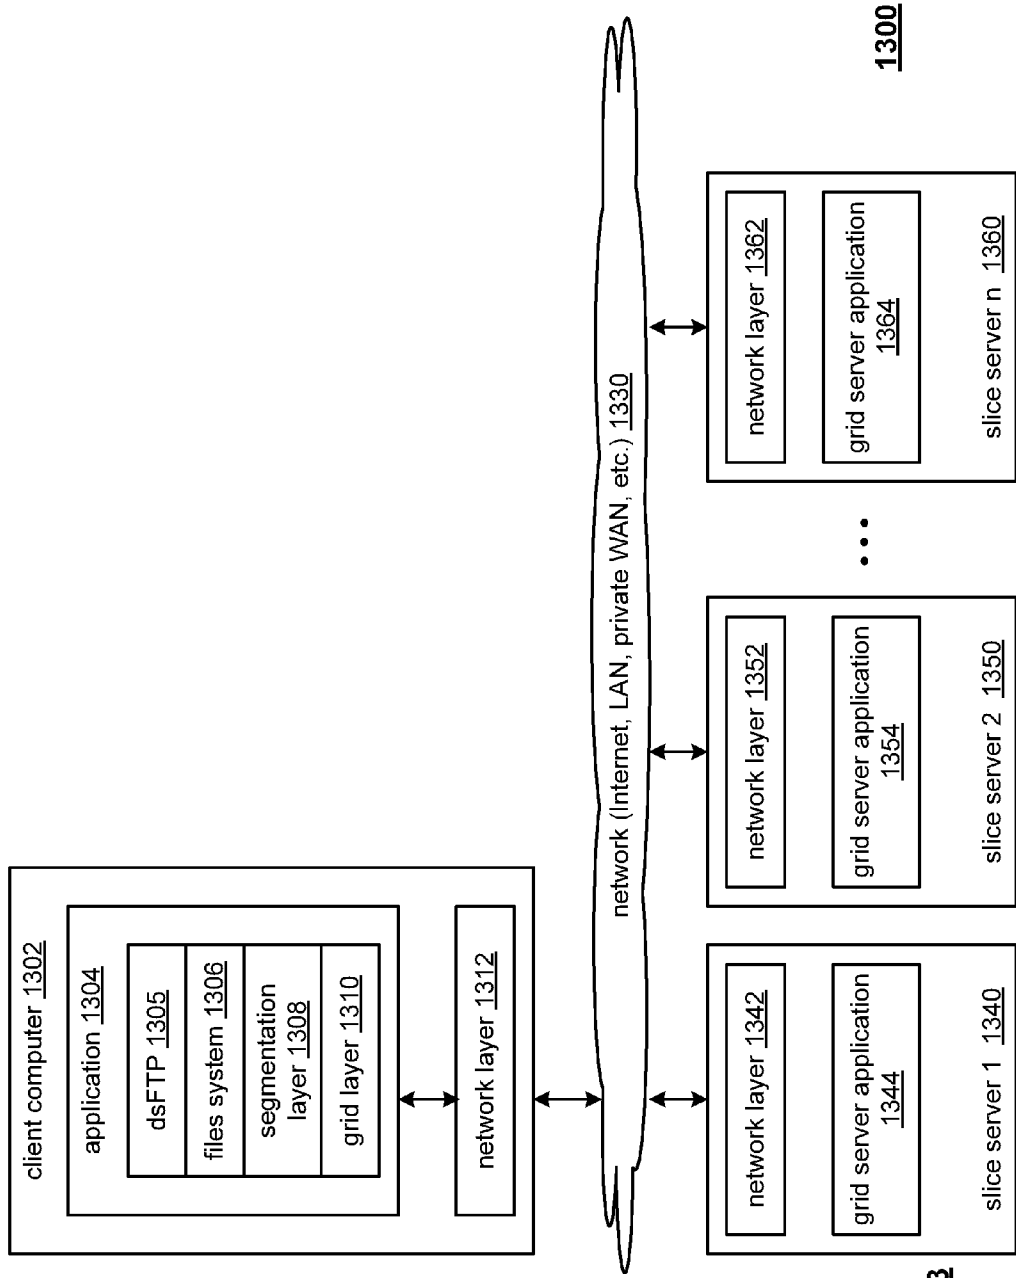 client computer 1302
application 1304
dsFTP 1305
files system 1306
segmentation
layer 1308
grid layer 1310
network layer 1312
network (Internet, LAN, private WAN, etc.) 1330
network layer 1342
grid server application
1344
slice server 1 1340
network layer 1352
grid server application
1354
slice server 2 1350
...
network layer 1362
grid server application
1364
slice server n 1360
1300